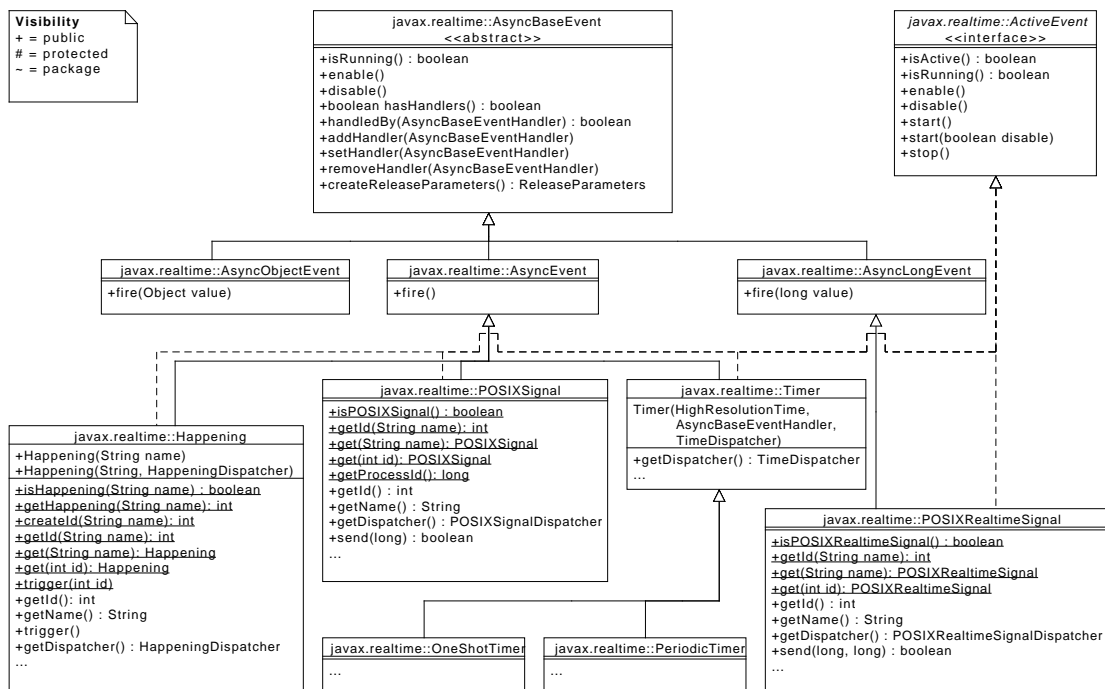 Visibility
+ = public
# = protected
~ = package
javax.realtime::AsyncBaseEvent
<<abstract>>
+isRunning() : boolean
+enable()
+disable()
+boolean hasHandlers() : boolean
+handledBy(AsyncBaseEventHandler) : boolean
+addHandler(AsyncBaseEventHandler)
+setHandler(AsyncBaseEventHandler)
+removeHandler(AsyncBaseEventHandler)
+createReleaseParameters() : ReleaseParameters
javax.realtime::ActiveEvent
<<interface>>
+isActive() : boolean
+isRunning() : boolean
+enable()
+disable()
+start()
+start(boolean disable)
+stop()
javax.realtime::AsyncObjectEvent
+fire(Object value)
javax.realtime::AsyncEvent
+fire()
javax.realtime::AsyncLongEvent
+fire(long value)
javax.realtime::Happening
+Happening(String name)
+Happening(String, HappeningDispatcher)
+isHappening(String name) : boolean
+getHappening(String name): int
+createId(String name): int
+getId(String name): int
+get(String name): Happening
+get(int id): Happening
+trigger(int id)
+getId(): int
+getName() : String
+trigger()
+getDispatcher() : HappeningDispatcher
...
javax.realtime::POSIXSignal
+isPOSIXSignal() : boolean
+getId(String name): int
+get(String name): POSIXSignal
+get(int id): POSIXSignal
+getProcessId(): long
+getId() : int
+getName() : String
+getDispatcher() : POSIXSignalDispatcher
+send(long) : boolean
...
javax.realtime::Timer
Timer(HighResolutionTime,
AsyncBaseEventHandler,
TimeDispatcher)
+getDispatcher() : TimeDispatcher
...
javax.realtime::POSIXRealtimeSignal
+isPOSIXRealtimeSignal() : boolean
+getId(String name): int
+get(String name): POSIXRealtimeSignal
+get(int id): POSIXRealtimeSignal
+getId() : int
+getName() : String
+getDispatcher() : POSIXRealtimeSignalDispatcher
+send(long, long) : boolean
...
javax.realtime::OneShotTimer
...
javax.realtime::PeriodicTimer
...